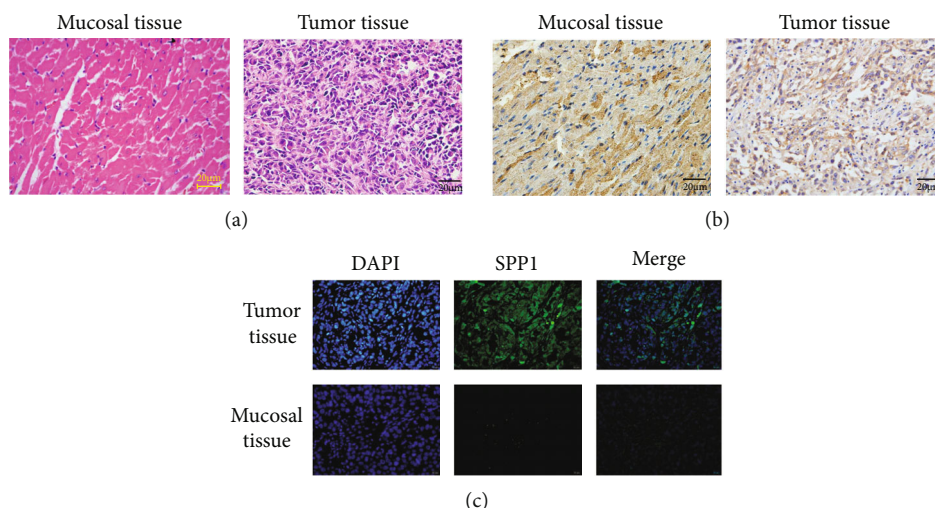 Mucosal tissue
Tumor tissue
Mucosal tissue
Tumor tissue
20μm
20μm
20μm
20μm
(a)
(b)
DAPI
SPP1
Merge
Tumor
tissue
Mucosal
tissue
(c)